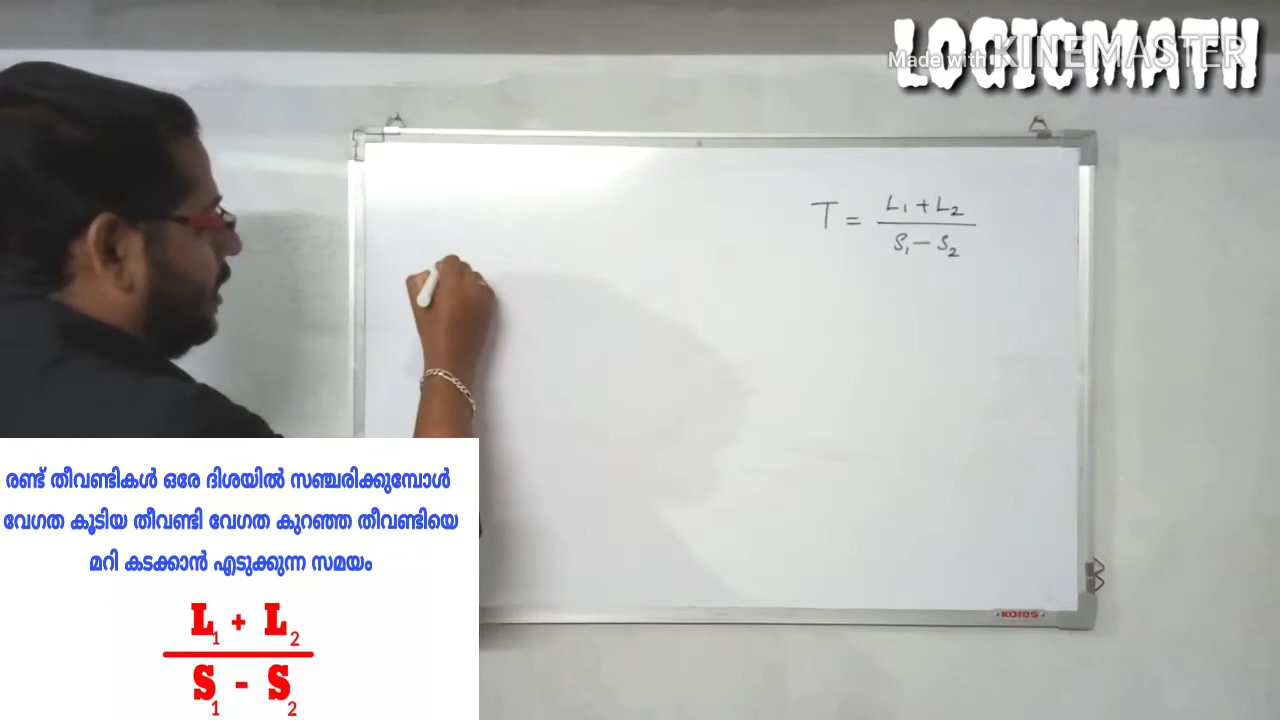 LOGICMATH
Made with KINEMASTER
T = L₁ + L₂ / S₁ - S₂
KOReS
രണ്ട് തീവണ്ടികൾ ഒരേ ദിശയിൽ സഞ്ചരിക്കുമ്പോൾ
വേഗത കൂടിയ തീവണ്ടി വേഗത കുറഞ്ഞ തീവണ്ടിയെ
മറി കടക്കാൻ എടുക്കുന്ന സമയം
L₁ + L₂
S₁ - S₂